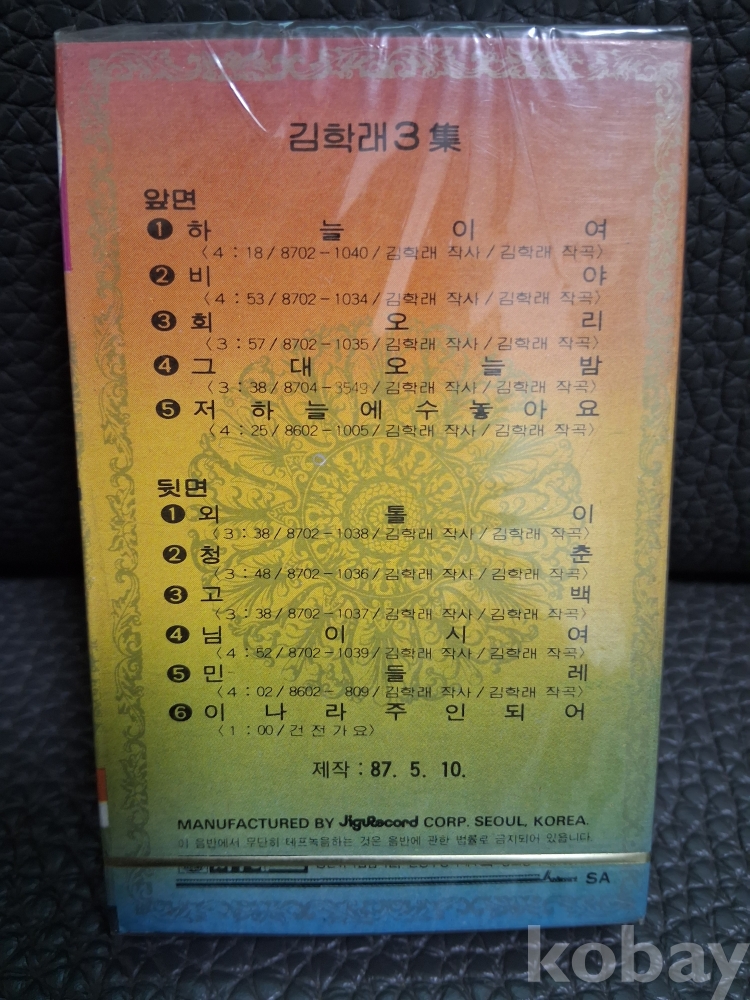 김학래3集
앞면
❶ 하늘이여
〈4：18/8702－1040/김학래 작사/김학래 작곡〉
❷ 비야
〈4：53/8702－1034/김학래 작사/김학래 작곡〉
❸ 회오리
〈3：57/8702－1035/김학래 작사/김학래 작곡〉
❹ 그대오늘밤
〈3：38/8704－3549/김학래 작사/김학래 작곡〉
❺ 저하늘에수놓아요
〈4：25/8602－1005/김학래 작사/김학래 작곡〉
뒷면
❶ 외톨이
〈3：38/8702－1038/김학래 작사/김학래 작곡〉
❷ 청춘
〈3：48/8702－1036/김학래 작사/김학래 작곡〉
❸ 고백
〈3：38/8702－1037/김학래 작사/김학래 작곡〉
❹ 님이시여
〈4：52/8702－1039/김학래 작사/김학래 작곡〉
❺ 민들레
〈4：02/8602－ 809/김학래 작사/김학래 작곡〉
❻ 이나라주인되어
〈1：00/건전가요〉
제작 : 87. 5. 10.
MANUFACTURED BY JiguRecord CORP. SEOUL, KOREA.
이 음반에서 무단히 테프녹음하는 것은 음반에 관한 법률로 금지되어 있읍니다.
SA
kobay